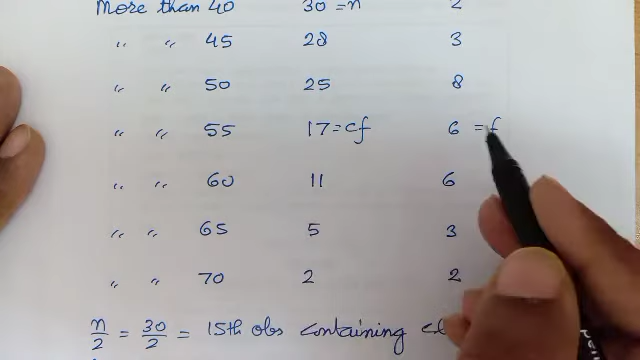 More than 40 30 = n 2
" " 45 28 3
" " 50 25 8
" " 55 17 = cf 6 = f
" " 60 11 6
" " 65 5 3
" " 70 2 2
n/2 = 30/2 = 15th obs containing